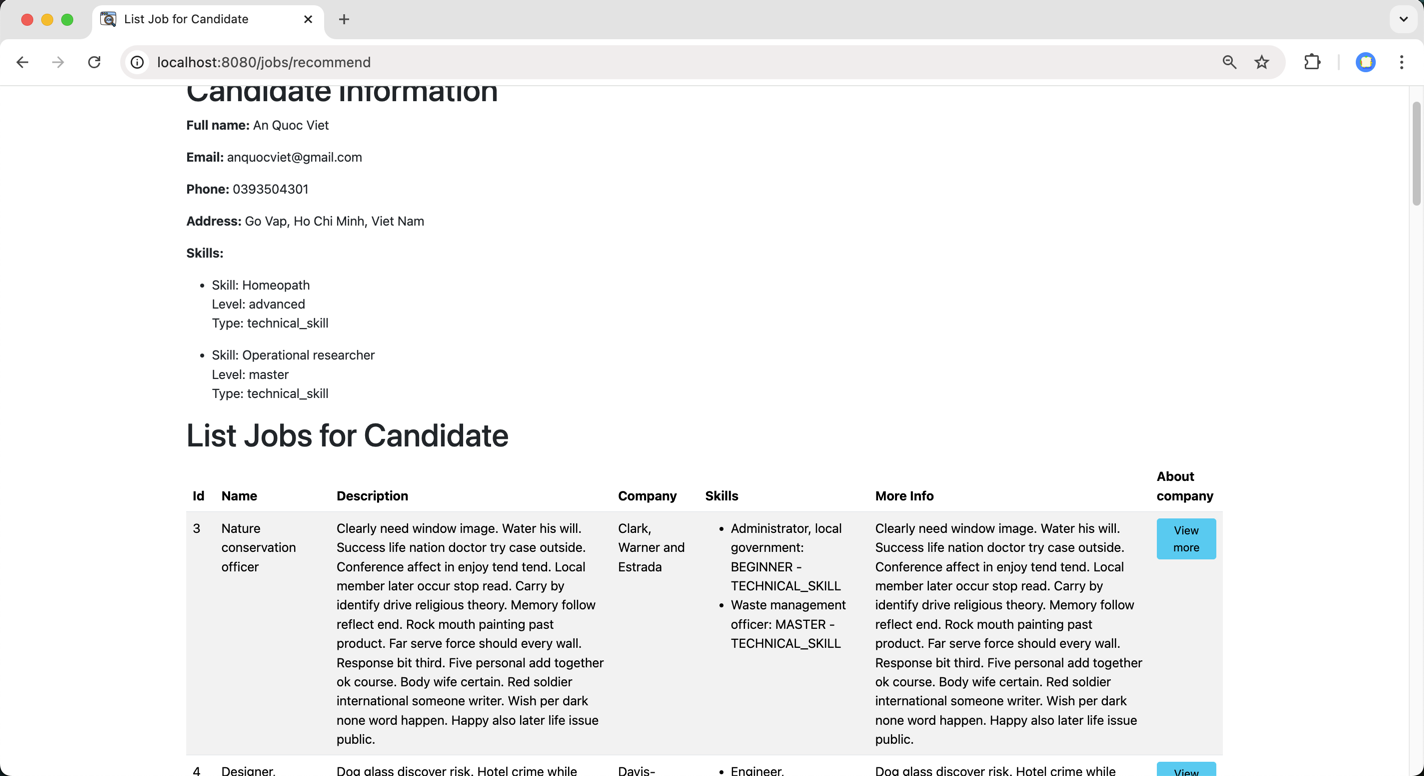 List Job for Candidate
localhost:8080/jobs/recommend
Candidate Information
Full name: An Quoc Viet
Email: anquocviet@gmail.com
Phone: 0393504301
Address: Go Vap, Ho Chi Minh, Viet Nam
Skills:
• Skill: Homeopath
Level: advanced
Type: technical_skill
• Skill: Operational researcher
Level: master
Type: technical_skill
List Jobs for Candidate
Id Name Description Company Skills More Info About company
3
Nature
conservation
officer
Clearly need window image. Water his will.
Success life nation doctor try case outside.
Conference affect in enjoy tend tend. Local
member later occur stop read. Carry by
identify drive religious theory. Memory follow
reflect end. Rock mouth painting past
product. Far serve force should every wall.
Response bit third. Five personal add together
ok course. Body wife certain. Red soldier
international someone writer. Wish per dark
none word happen. Happy also later life issue
public.
Clark,
Warner and
Estrada
• Administrator, local
government:
BEGINNER -
TECHNICAL_SKILL
• Waste management
officer: MASTER -
TECHNICAL_SKILL
Clearly need window image. Water his will.
Success life nation doctor try case outside.
Conference affect in enjoy tend tend. Local
member later occur stop read. Carry by
identify drive religious theory. Memory follow
reflect end. Rock mouth painting past
product. Far serve force should every wall.
Response bit third. Five personal add together
ok course. Body wife certain. Red soldier
international someone writer. Wish per dark
none word happen. Happy also later life issue
public.
View
more
4
Designer,
Dog glass discover risk. Hotel crime while
Davis-
• Engineer,
Dog glass discover risk. Hotel crime while
View